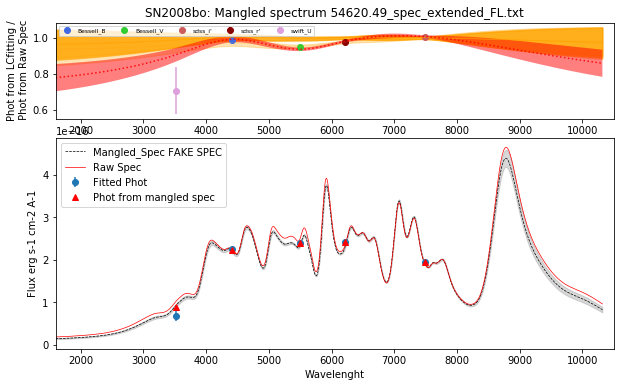 SN2008bo: Mangled spectrum 54620.49_spec_extended_FL.txt
Phot from LCfitting /
Phot from Raw Spec
1.0
0.8
0.6
Bessell_B Bessell_V sdss_i' sdss_r' swift_U
2000 3000 4000 5000 6000 7000 8000 9000 10000
Flux erg s-1 cm-2 A-1
4
3
2
1
0
Mangled_Spec FAKE SPEC
Raw Spec
Fitted Phot
Phot from mangled spec
2000 3000 4000 5000 6000 7000 8000 9000 10000
Wavelenght